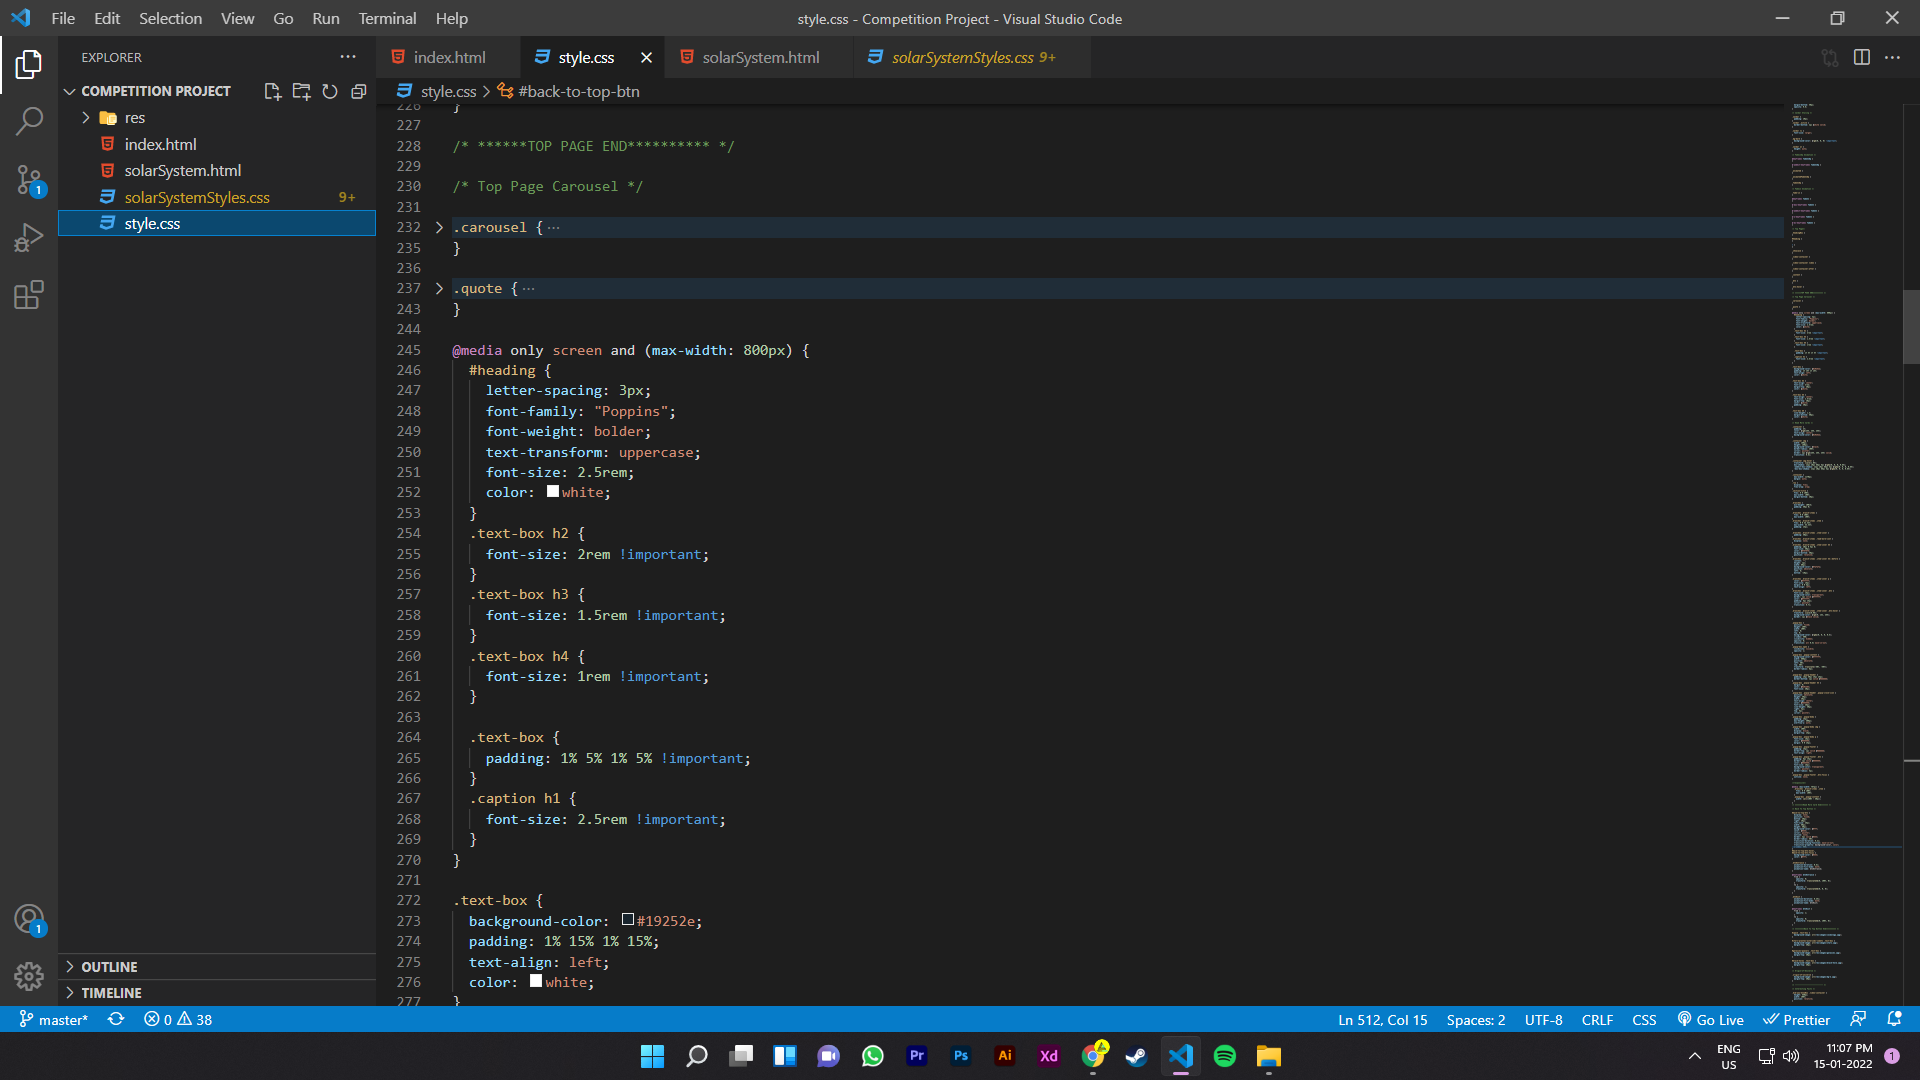 File Edit Selection View Go Run Terminal Help
style.css - Competition Project - Visual Studio Code
EXPLORER
index.html
style.css
solarSystem.html
solarSystemStyles.css 9+
COMPETITION PROJECT
style.css > #back-to-top-btn
res
index.html
solarSystem.html
solarSystemStyles.css 9+
style.css
226 }
227
228 /* ******TOP PAGE END********** */
229
230 /* Top Page Carousel */
231
232 .carousel { ...
235 }
236
237 .quote { ...
243 }
244
245 @media only screen and (max-width: 800px) {
246 #heading {
247 letter-spacing: 3px;
248 font-family: "Poppins";
249 font-weight: bolder;
250 text-transform: uppercase;
251 font-size: 2.5rem;
252 color: white;
253 }
254 .text-box h2 {
255 font-size: 2rem !important;
256 }
257 .text-box h3 {
258 font-size: 1.5rem !important;
259 }
260 .text-box h4 {
261 font-size: 1rem !important;
262 }
263
264 .text-box {
265 padding: 1% 5% 1% 5% !important;
266 }
267 .caption h1 {
268 font-size: 2.5rem !important;
269 }
270 }
271
272 .text-box {
273 background-color: #19252e;
274 padding: 1% 15% 1% 15%;
275 text-align: left;
276 color: white;
277 }
1
1
OUTLINE
TIMELINE
master* 0 38
Ln 512, Col 15 Spaces: 2 UTF-8 CRLF CSS Go Live Prettier
Pr Ps Ai Xd
ENG
US
11:07 PM
15-01-2022
1